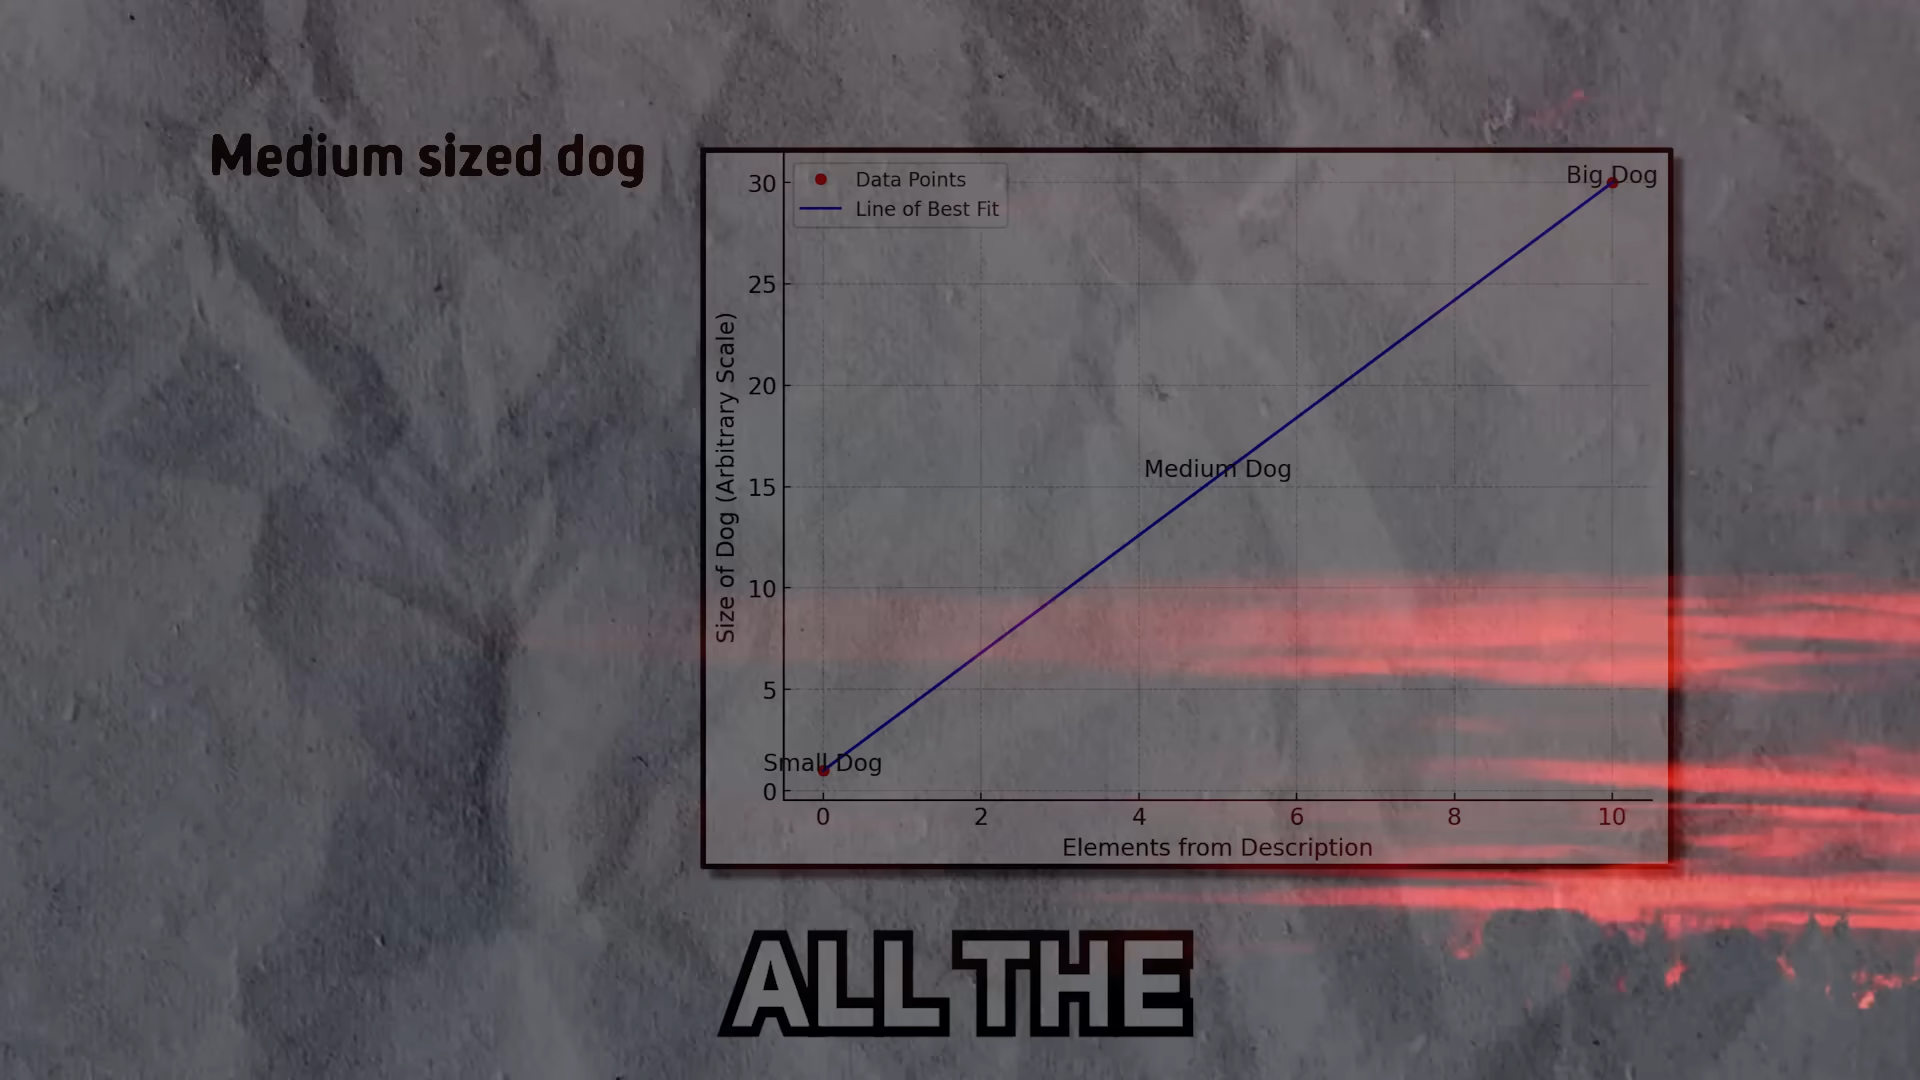 Medium sized dog
Data Points
Line of Best Fit
Big Dog
Medium Dog
Small Dog
Size of Dog (Arbitrary Scale)
30
25
20
15
10
5
0
0 2 4 6 8 10
Elements from Description
ALL THE